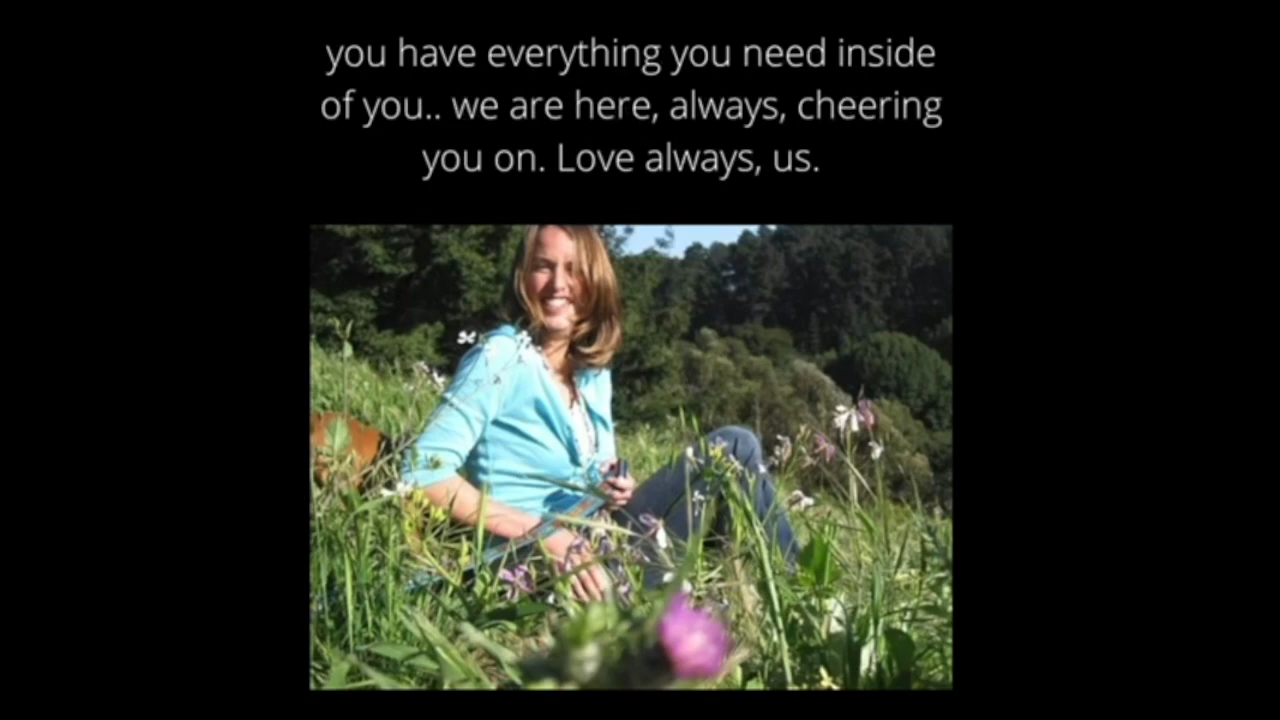 you have everything you need inside
of you.. we are here, always, cheering
you on. Love always, us.